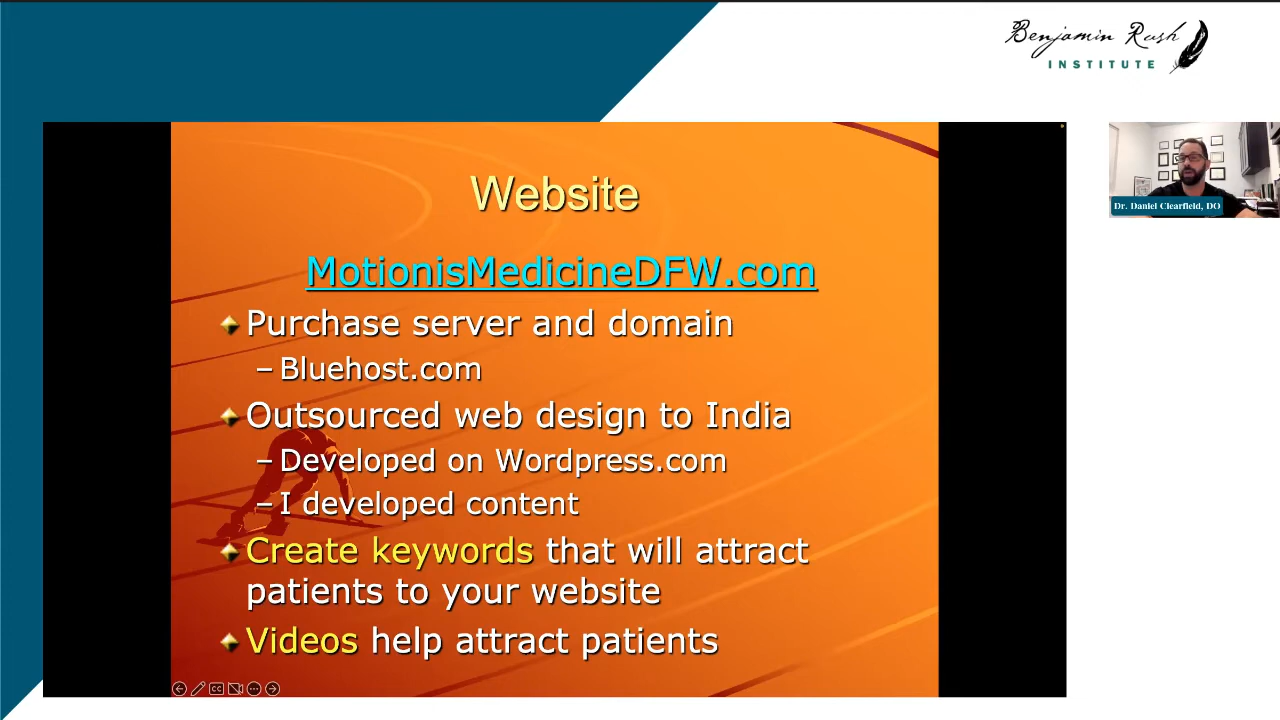 Benjamin Rush
INSTITUTE
Website
MotionisMedicineDFW.com
Purchase server and domain
– Bluehost.com
Outsourced web design to India
– Developed on Wordpress.com
– I developed content
Create keywords that will attract
patients to your website
Videos help attract patients
Dr. Daniel Clearfield, DO
CC